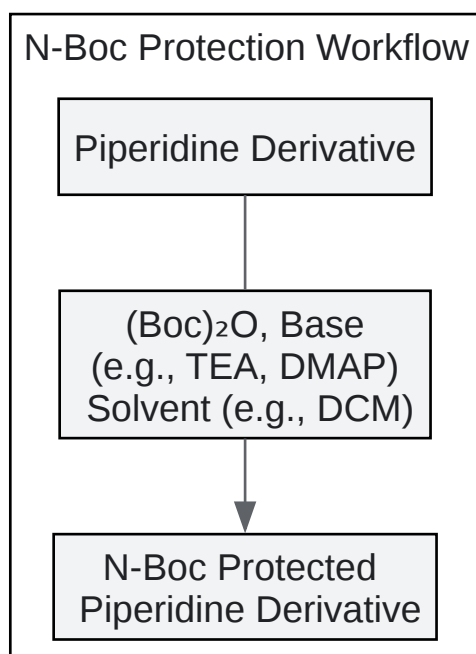 N-Boc Protection Workflow
Piperidine Derivative
(Boc)₂O, Base
(e.g., TEA, DMAP)
Solvent (e.g., DCM)
N-Boc Protected
Piperidine Derivative